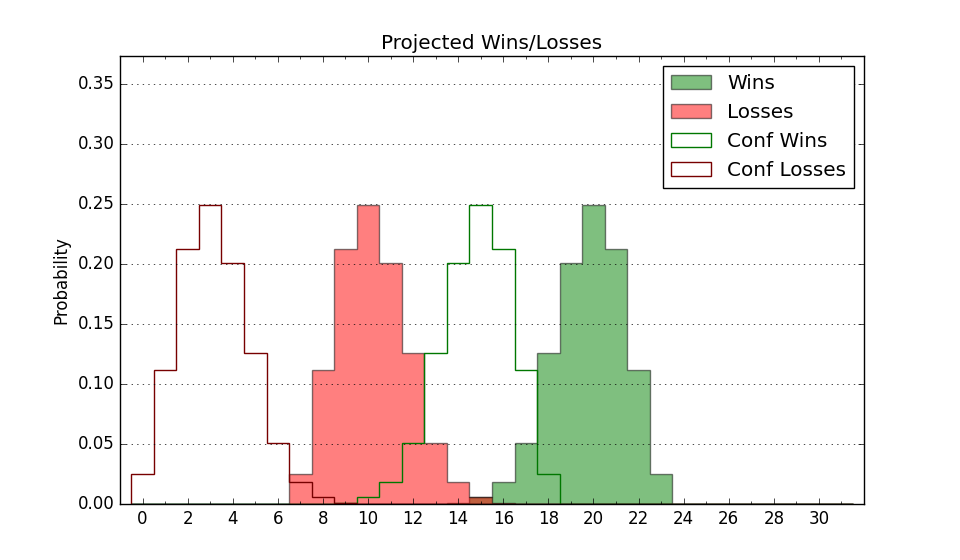 Projected Wins/Losses
Wins
Losses
Conf Wins
Conf Losses
Probability
0.35
0.30
0.25
0.20
0.15
0.10
0.05
0.00
0 2 4 6 8 10 12 14 16 18 20 22 24 26 28 30